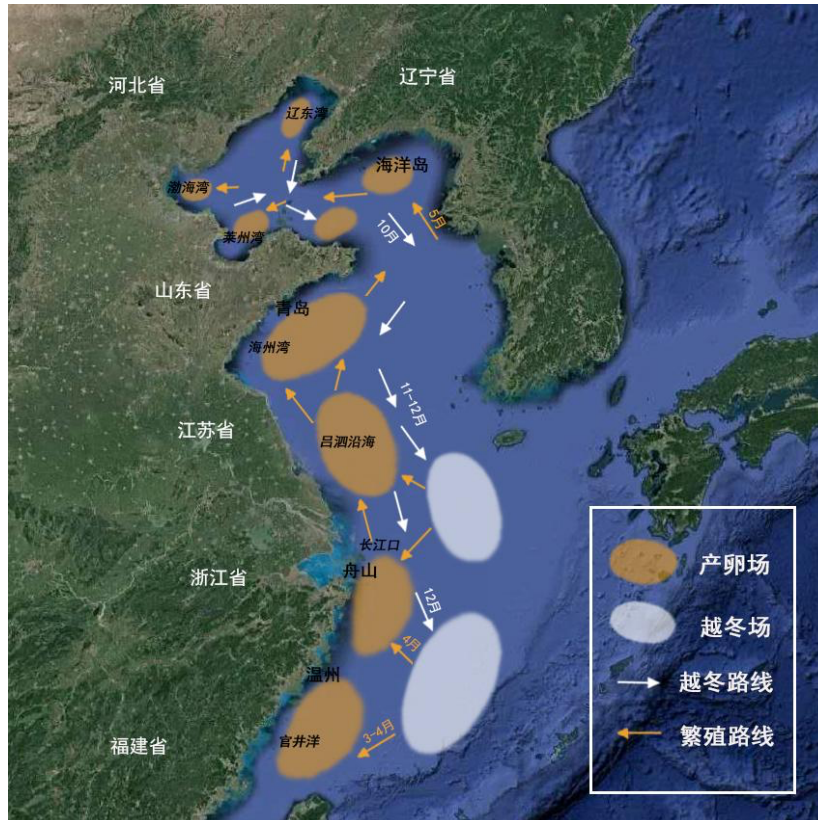 辽宁省
河北省
辽东湾
海洋岛
渤海湾
5月
10月
莱州湾
山东省
青岛
海州湾
11-12月
江苏省
吕泗沿海
长江口
舟山
浙江省
12月
4月
温州
3-4月
官井洋
福建省
产卵场
越冬场
越冬路线
繁殖路线